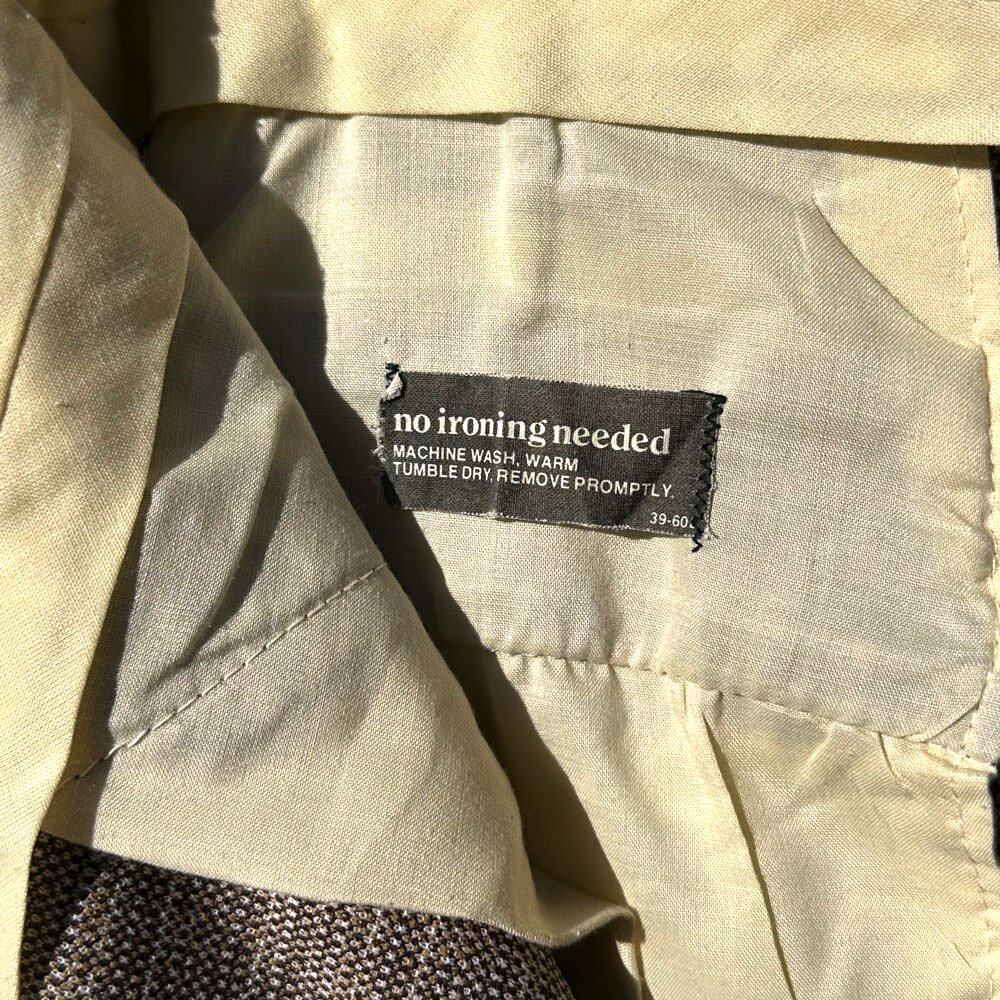 no ironing needed
MACHINE WASH, WARM
TUMBLE DRY, REMOVE PROMPTLY.